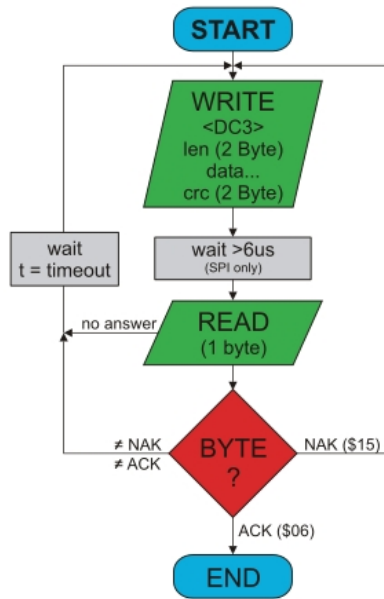 START
WRITE
<DC3>
len (2 Byte)
data...
crc (2 Byte)
wait
t = timeout
wait >6us
(SPI only)
no answer
READ
(1 byte)
≠ NAK
≠ ACK
BYTE
?
NAK ($15)
ACK ($06)
END